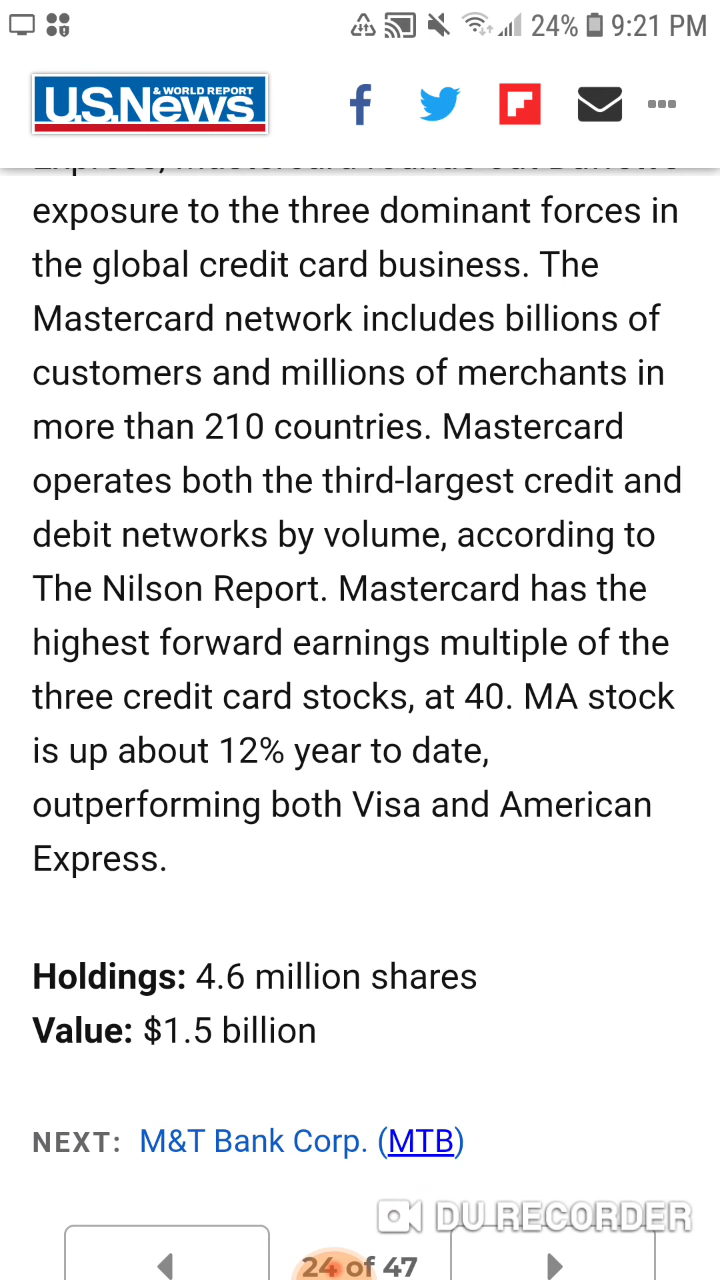 24% 9:21 PM
U.S.News
& WORLD REPORT
exposure to the three dominant forces in
the global credit card business. The
Mastercard network includes billions of
customers and millions of merchants in
more than 210 countries. Mastercard
operates both the third-largest credit and
debit networks by volume, according to
The Nilson Report. Mastercard has the
highest forward earnings multiple of the
three credit card stocks, at 40. MA stock
is up about 12% year to date,
outperforming both Visa and American
Express.
Holdings: 4.6 million shares
Value: $1.5 billion
NEXT: M&T Bank Corp. (MTB)
DU RECORDER
24 of 47